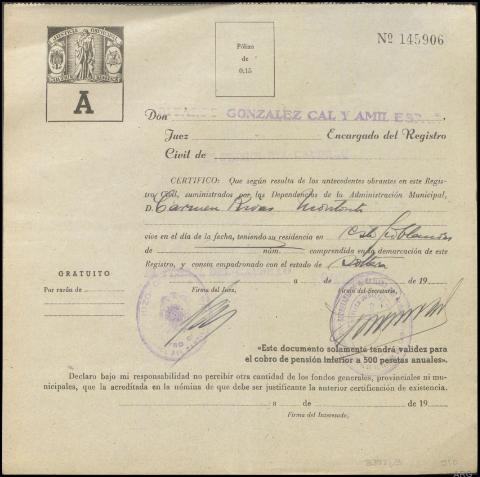 Nº 145906
Póliza
de
0,15
A
Don GONZALEZ CAL Y AMIL
Juez Encargado del Registro
Civil de
CERTIFICO: Que según resulta de los antecedentes obrantes en este Regis-
tro Civil, suministrados por las Dependencias de la Administración Municipal,
D. Carmen Rivas
vive en el día de la fecha, teniendo su residencia en
de núm. comprendida en la demarcación de este
Registro, y consta empadronado con el estado de
GRATUITO
a de de 19
Por razón de
Firma del Juez, Firma del Secretario,
«Este documento solamente tendrá validez para
el cobro de pensión inferior a 500 pesetas anuales».
Declaro bajo mi responsabilidad no percibir otra cantidad de los fondos generales, provinciales ni mu-
nicipales, que la acreditada en la nómina de que debe ser justificante la anterior certificación de existencia.
a de de 19
Firma del Interesado,